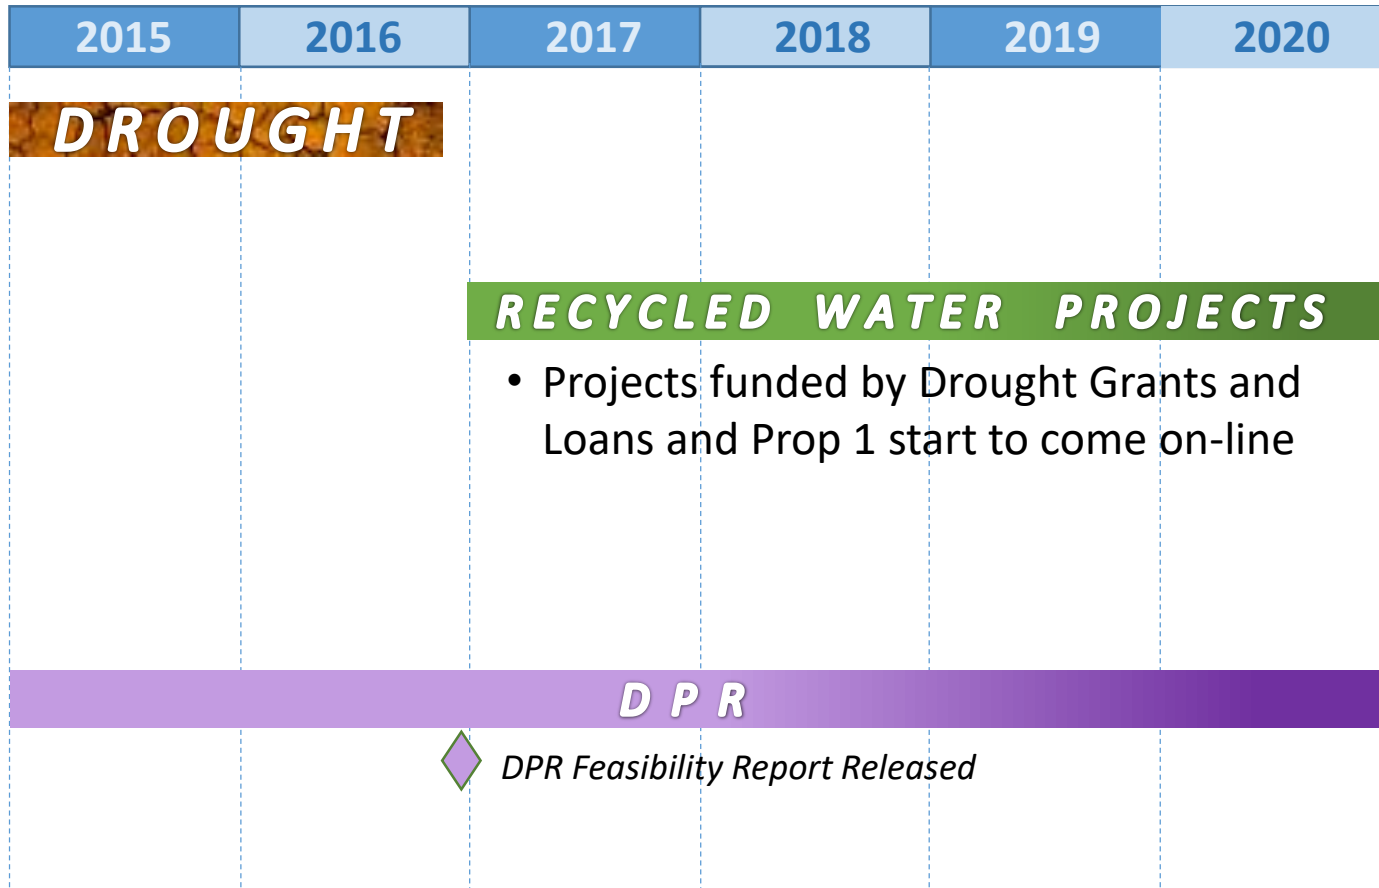 2015 2016 2017 2018 2019 2020
DROUGHT
RECYCLED WATER PROJECTS
• Projects funded by Drought Grants and
Loans and Prop 1 start to come on-line
DPR
DPR Feasibility Report Released